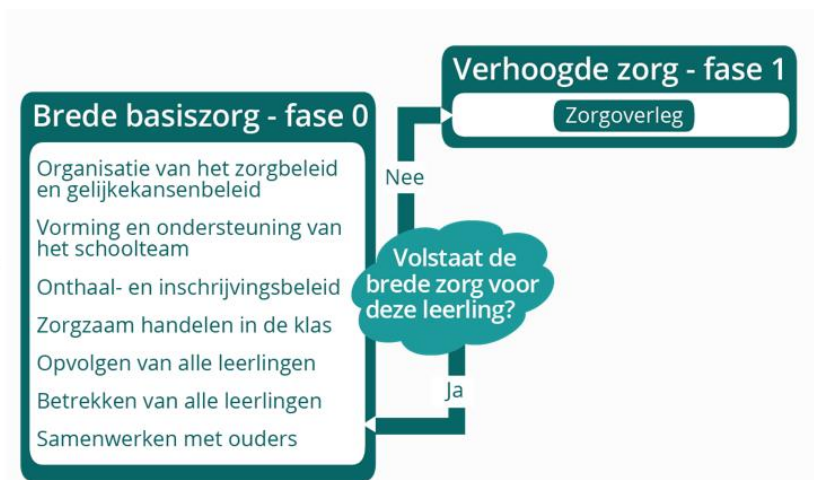 Brede basiszorg - fase 0
Organisatie van het zorgbeleid
en gelijkekansenbeleid
Vorming en ondersteuning van
het schoolteam
Onthaal- en inschrijvingsbeleid
Zorgzaam handelen in de klas
Opvolgen van alle leerlingen
Betrekken van alle leerlingen
Samenwerken met ouders
Volstaat de
brede zorg voor
deze leerling?
Nee
Ja
Verhoogde zorg - fase 1
Zorgoverleg